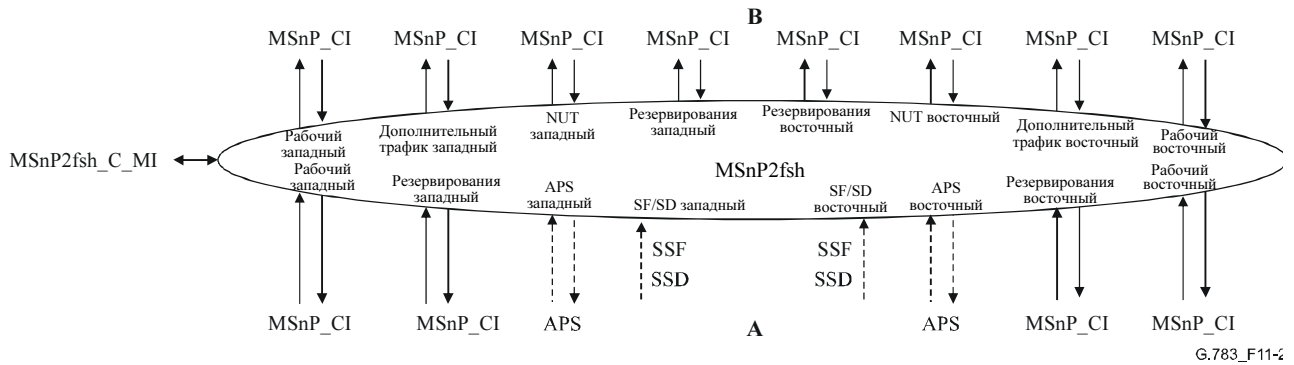 B
MSnP_CI MSnP_CI MSnP_CI MSnP_CI MSnP_CI MSnP_CI MSnP_CI MSnP_CI
Рабочий западный
Дополнительный трафик западный
NUT западный
Резервирования западный
Резервирования восточный
NUT восточный
Дополнительный трафик восточный
Рабочий восточный
MSnP2fsh_C_MI
MSnP2fsh
Рабочий западный
Резервирования западный
APS западный
SF/SD западный
SF/SD восточный
APS восточный
Резервирования восточный
Рабочий восточный
SSF SSF
SSD SSD
MSnP_CI MSnP_CI APS APS MSnP_CI MSnP_CI
A
G.783_F11-2